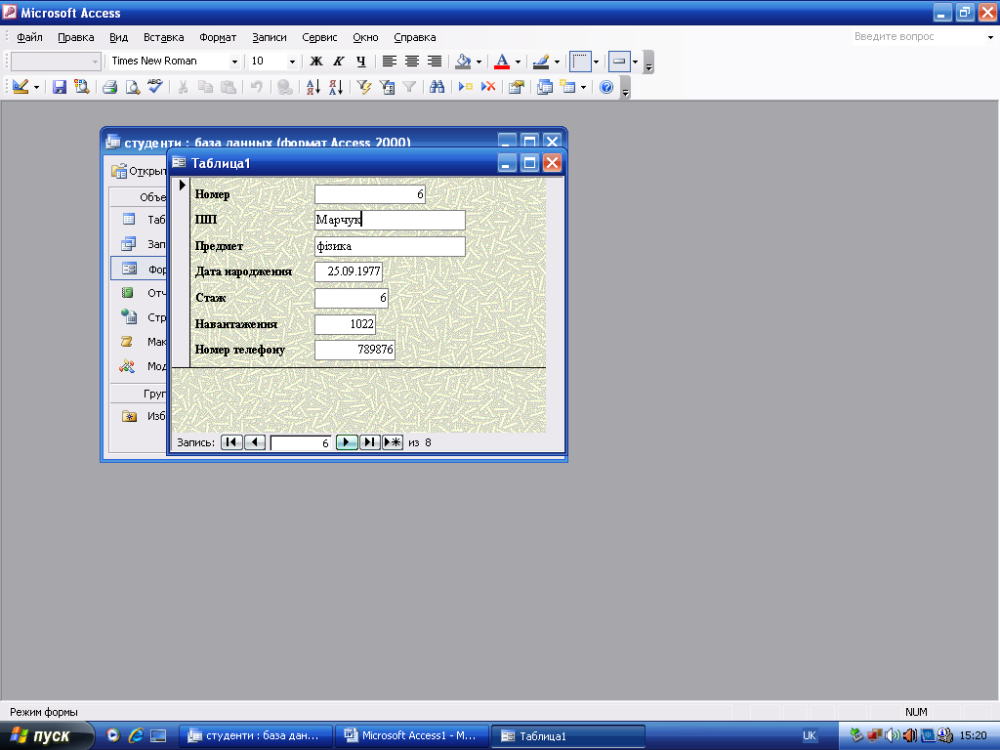 Microsoft Access
Файл Правка Вид Вставка Формат Записи Сервис Окно Справка Введите вопрос
Times New Roman 10 Ж К Ч
студенти : база данных (формат Access 2000)
Таблица1
Откры
Объе
Таб
Зап
Фор
Отч
Стр
Мак
Мод
Груп
Изб
Номер 6
ПІП Марчук
Предмет фізика
Дата народження 25.09.1977
Стаж 6
Навантаження 1022
Номер телефону 789876
Запись: 6 из 8
Режим формы NUM
пуск студенти : база дан... Microsoft Access1 - M... Таблица1 UK 15:20